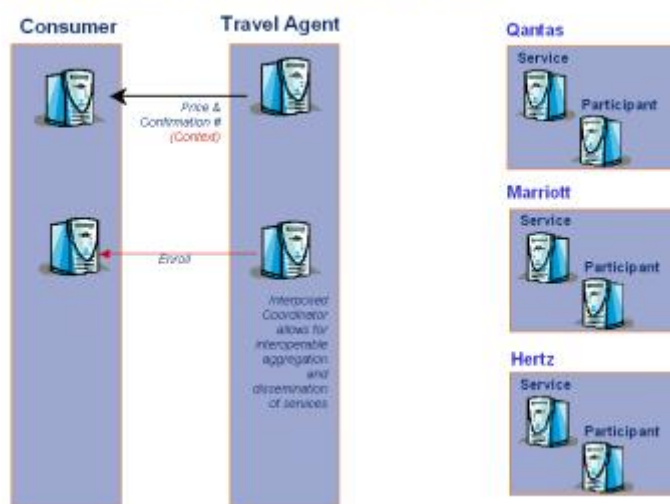 Consumer
Travel Agent
Price &
Confirmation #
(Context)
Enroll
Interposed
Coordinator
allows for
interoperable
aggregation
and
dissemination
of services
Qantas
Service
Participant
Marriott
Service
Participant
Hertz
Service
Participant